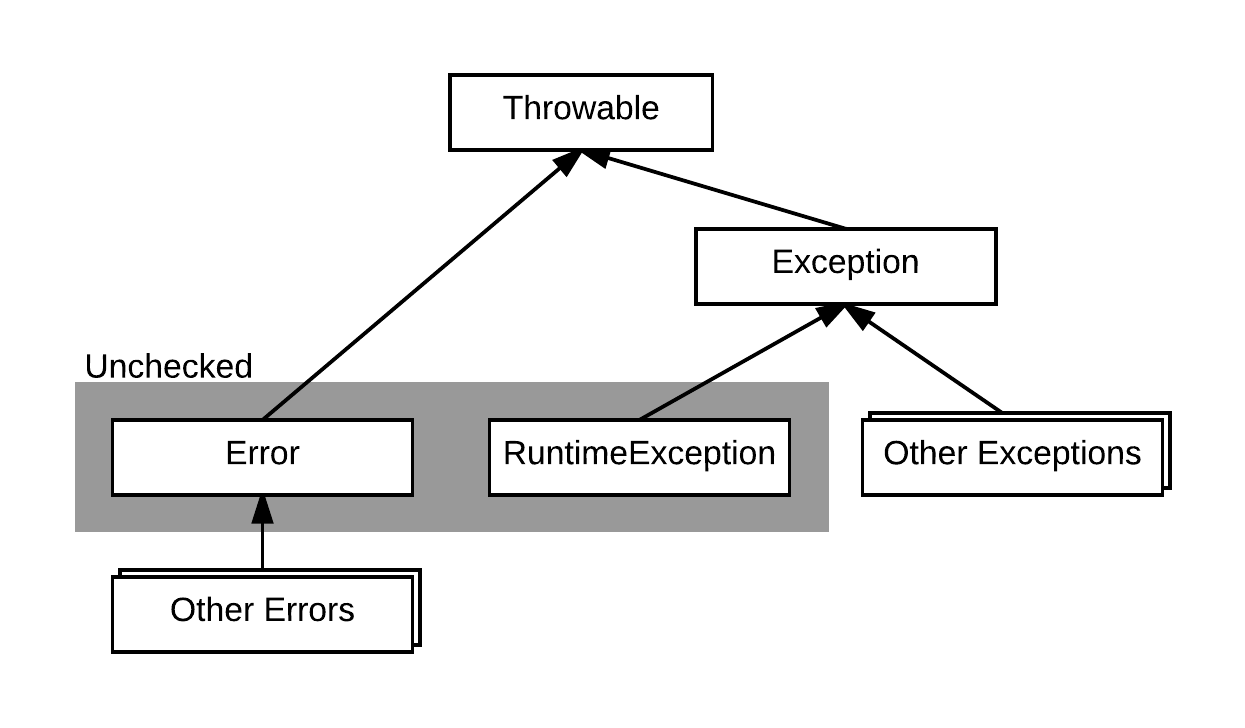 Throwable
Exception
Unchecked
Error
RuntimeException
Other Exceptions
Other Errors